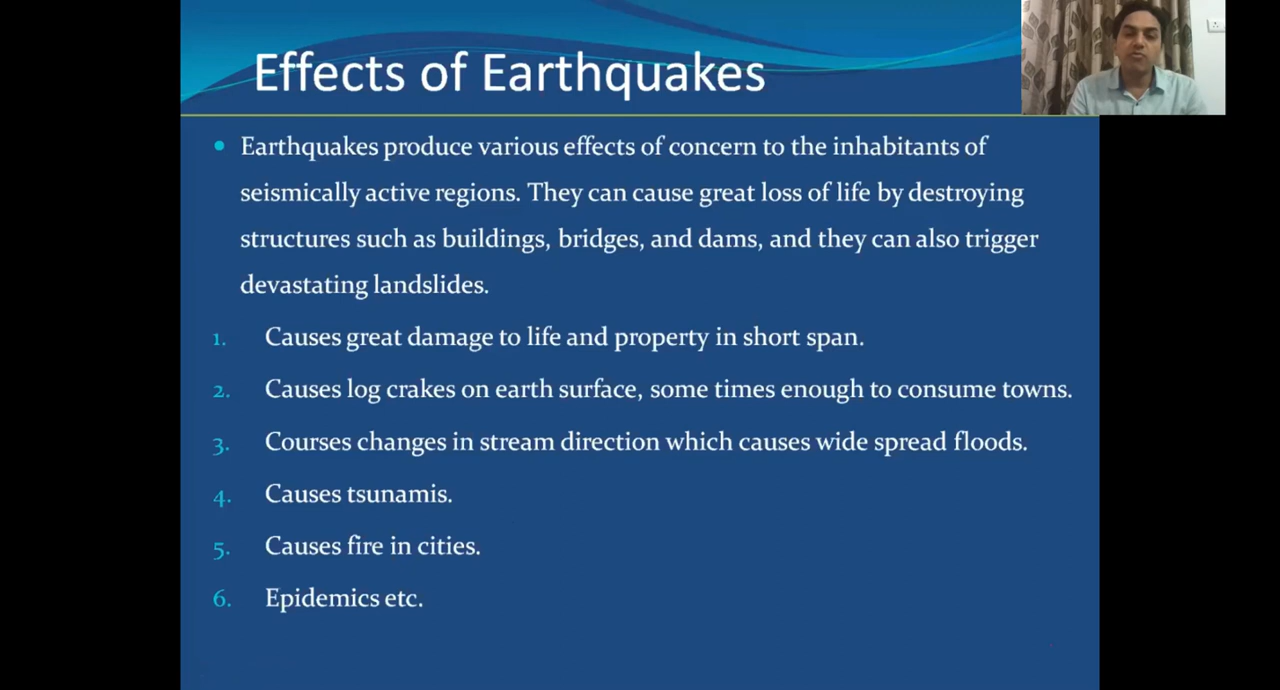 Effects of Earthquakes
• Earthquakes produce various effects of concern to the inhabitants of
seismically active regions. They can cause great loss of life by destroying
structures such as buildings, bridges, and dams, and they can also trigger
devastating landslides.
1. Causes great damage to life and property in short span.
2. Causes log crakes on earth surface, some times enough to consume towns.
3. Courses changes in stream direction which causes wide spread floods.
4. Causes tsunamis.
5. Causes fire in cities.
6. Epidemics etc.